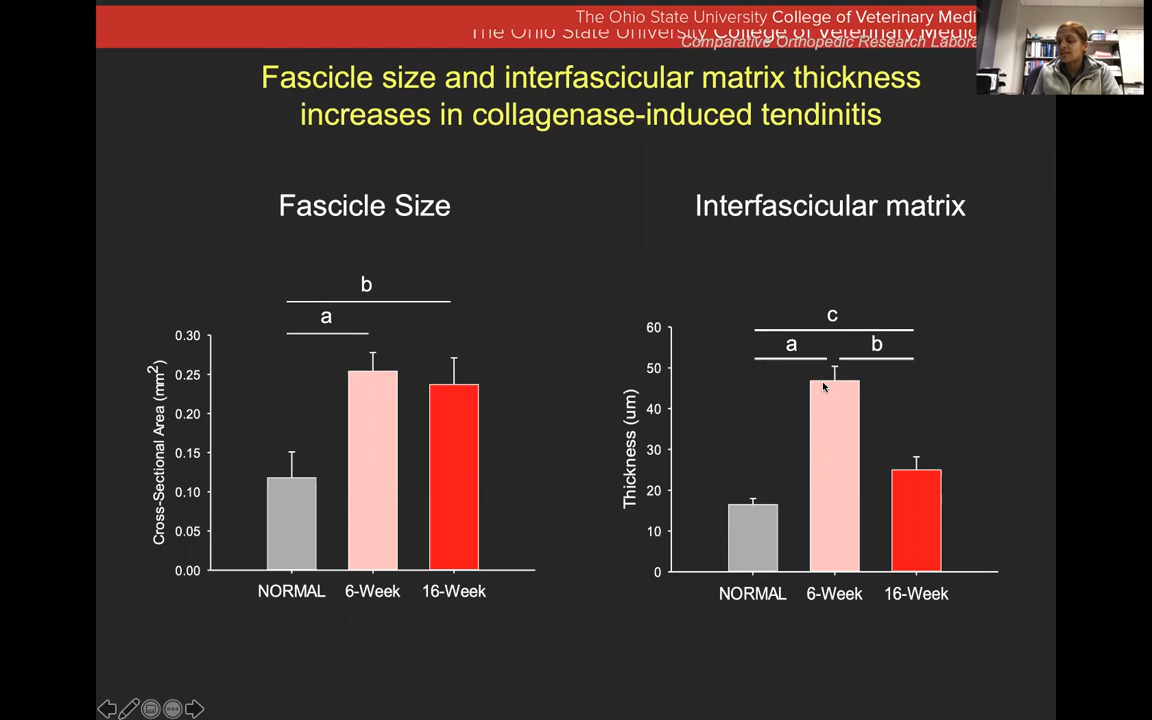 The Ohio State University College of Veterinary Medi
The Ohio State University College of Veterinary Medic
Comparative Orthopedic Research Labora
Fascicle size and interfascicular matrix thickness
increases in collagenase-induced tendinitis
Fascicle Size
b
a
0.30
0.25
0.20
0.15
0.10
0.05
0.00
Cross-Sectional Area (mm2)
NORMAL 6-Week 16-Week
Interfascicular matrix
c
a b
60
50
40
30
20
10
0
Thickness (um)
NORMAL 6-Week 16-Week